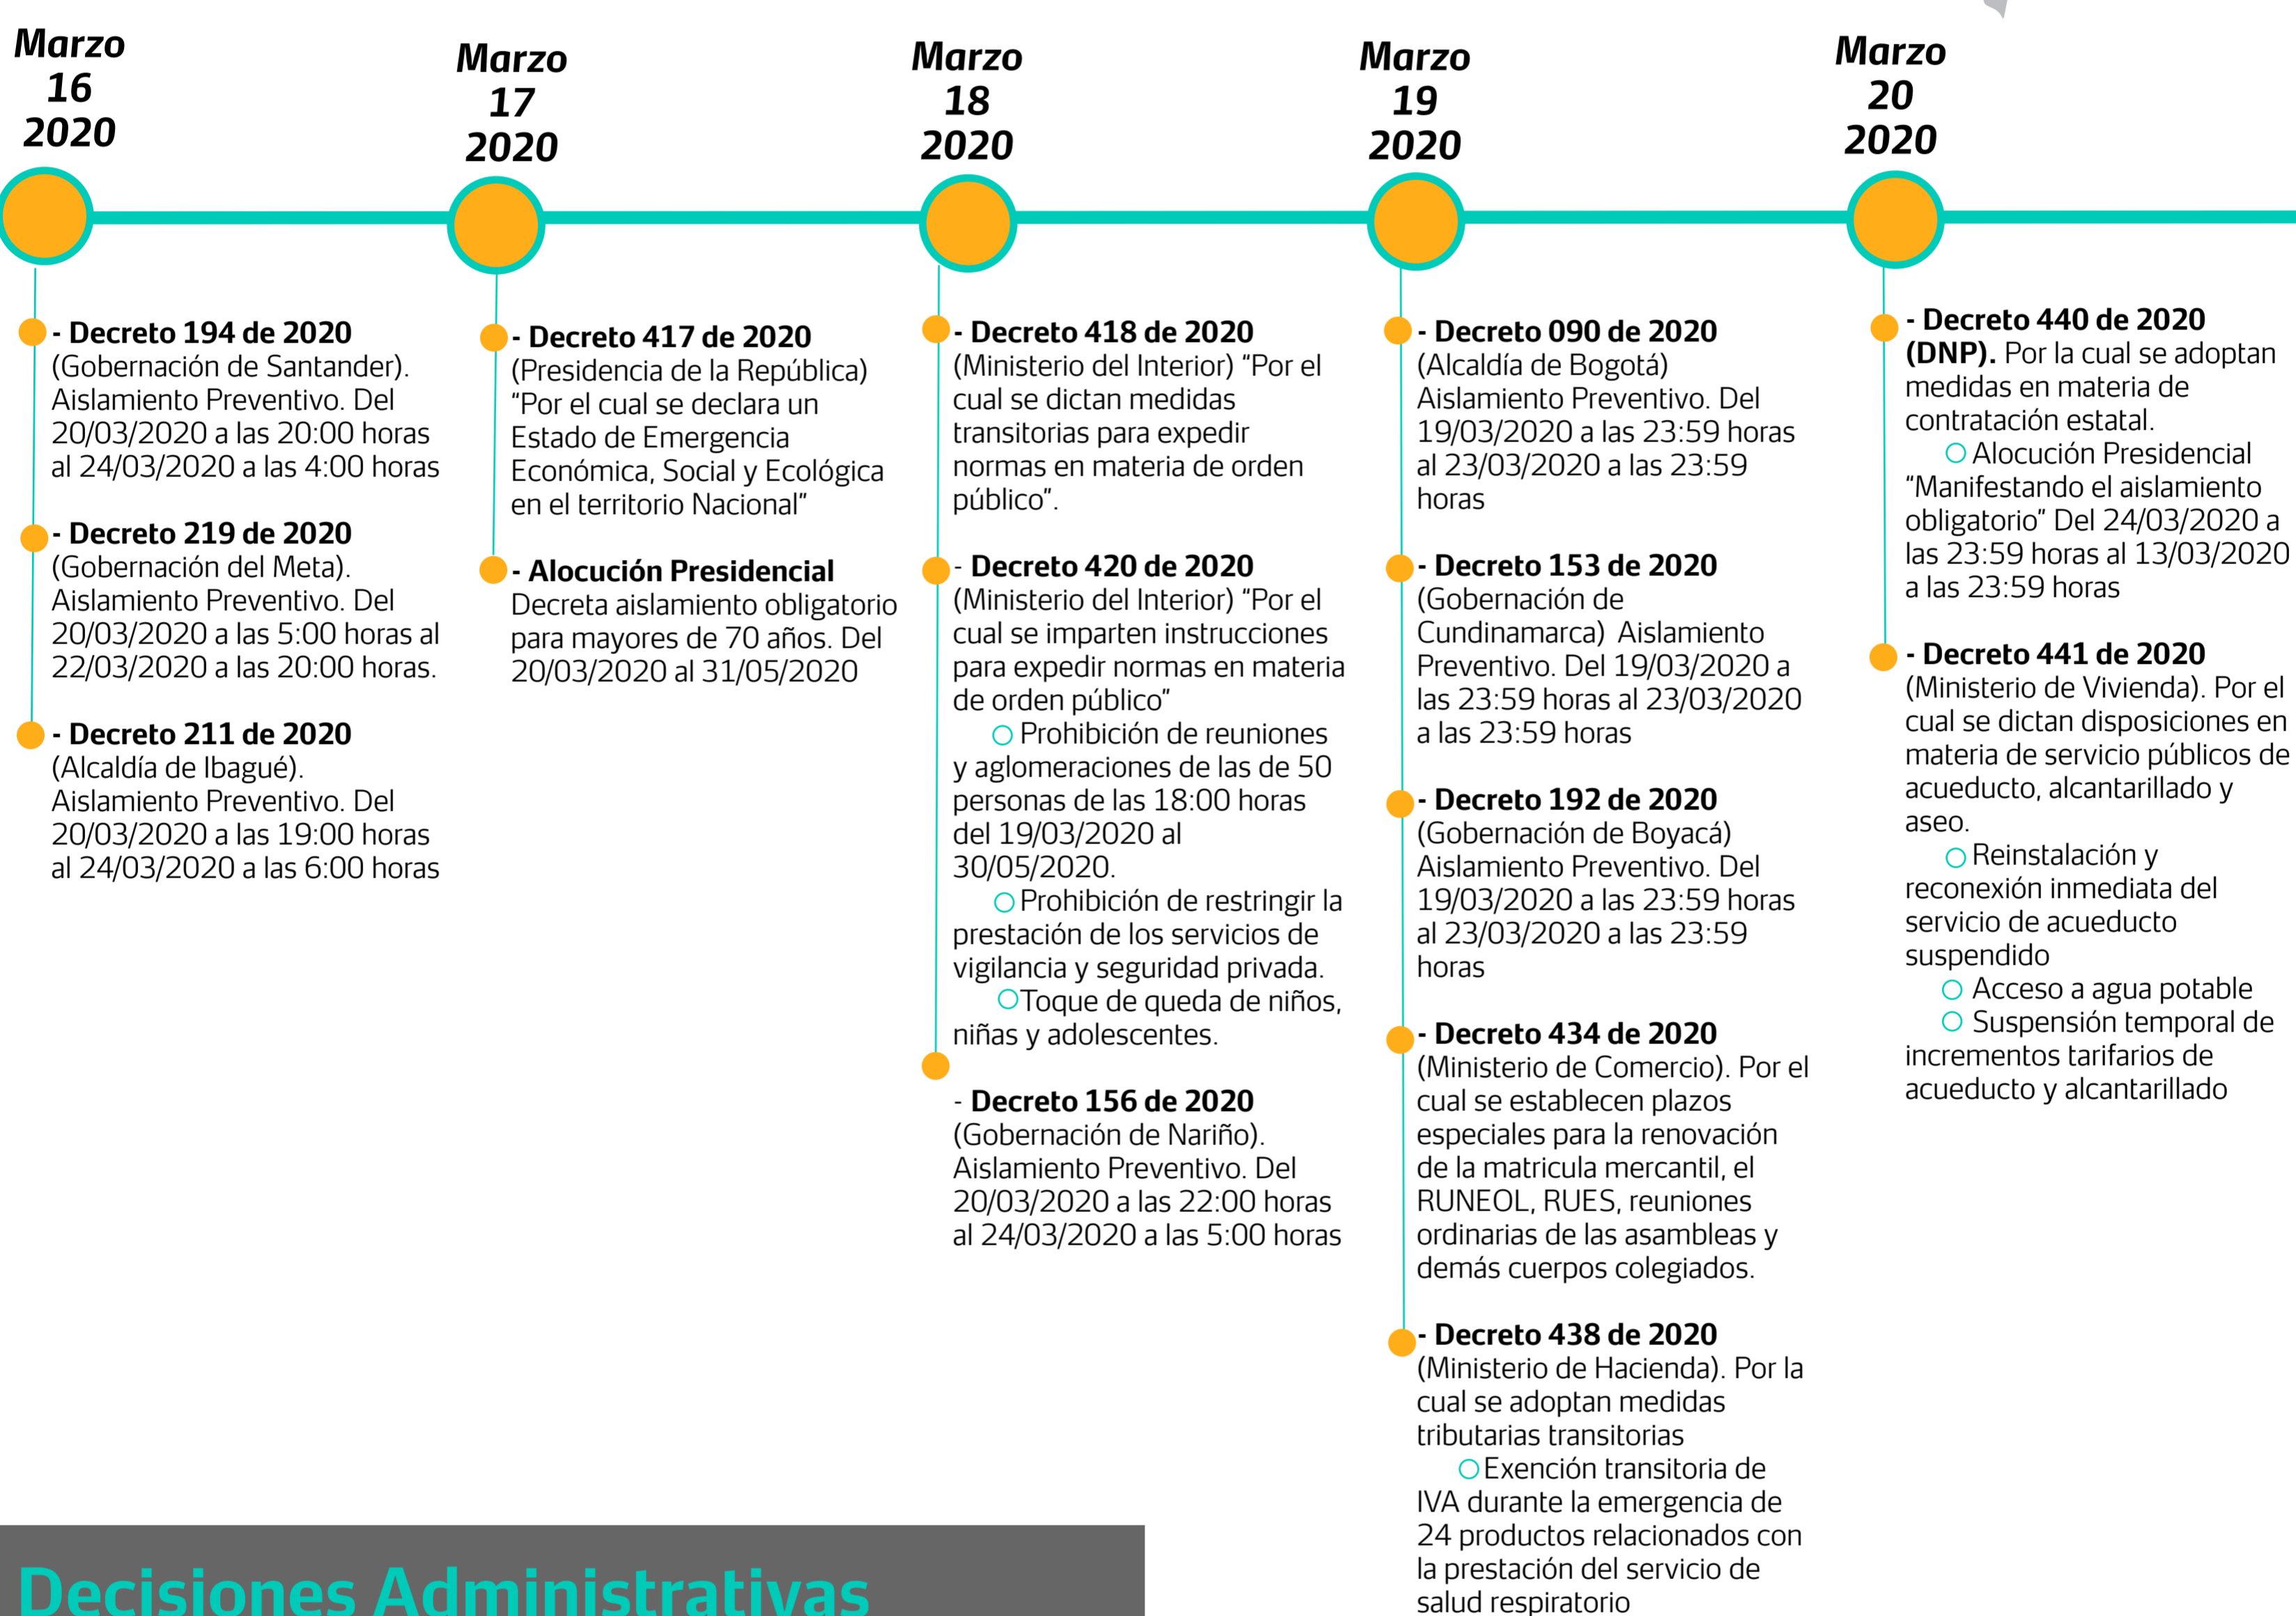 Marzo
16
2020
- Decreto 194 de 2020
(Gobernación de Santander).
Aislamiento Preventivo. Del
20/03/2020 a las 20:00 horas
al 24/03/2020 a las 4:00 horas
- Decreto 219 de 2020
(Gobernación del Meta).
Aislamiento Preventivo. Del
20/03/2020 a las 5:00 horas al
22/03/2020 a las 20:00 horas.
- Decreto 211 de 2020
(Alcaldía de Ibagué).
Aislamiento Preventivo. Del
20/03/2020 a las 19:00 horas
al 24/03/2020 a las 6:00 horas
Marzo
17
2020
- Decreto 417 de 2020
(Presidencia de la República)
“Por el cual se declara un
Estado de Emergencia
Económica, Social y Ecológica
en el territorio Nacional”
- Alocución Presidencial
Decreta aislamiento obligatorio
para mayores de 70 años. Del
20/03/2020 al 31/05/2020
Marzo
18
2020
- Decreto 418 de 2020
(Ministerio del Interior) “Por el
cual se dictan medidas
transitorias para expedir
normas en materia de orden
público”.
- Decreto 420 de 2020
(Ministerio del Interior) “Por el
cual se imparten instrucciones
para expedir normas en materia
de orden público”
Prohibición de reuniones
y aglomeraciones de las de 50
personas de las 18:00 horas
del 19/03/2020 al
30/05/2020.
Prohibición de restringir la
prestación de los servicios de
vigilancia y seguridad privada.
Toque de queda de niños,
niñas y adolescentes.
- Decreto 156 de 2020
(Gobernación de Nariño).
Aislamiento Preventivo. Del
20/03/2020 a las 22:00 horas
al 24/03/2020 a las 5:00 horas
Marzo
19
2020
- Decreto 090 de 2020
(Alcaldía de Bogotá)
Aislamiento Preventivo. Del
19/03/2020 a las 23:59 horas
al 23/03/2020 a las 23:59
horas
- Decreto 153 de 2020
(Gobernación de
Cundinamarca) Aislamiento
Preventivo. Del 19/03/2020 a
las 23:59 horas al 23/03/2020
a las 23:59 horas
- Decreto 192 de 2020
(Gobernación de Boyacá)
Aislamiento Preventivo. Del
19/03/2020 a las 23:59 horas
al 23/03/2020 a las 23:59
horas
- Decreto 434 de 2020
(Ministerio de Comercio). Por el
cual se establecen plazos
especiales para la renovación
de la matricula mercantil, el
RUNEOL, RUES, reuniones
ordinarias de las asambleas y
demás cuerpos colegiados.
- Decreto 438 de 2020
(Ministerio de Hacienda). Por la
cual se adoptan medidas
tributarias transitorias
Exención transitoria de
IVA durante la emergencia de
24 productos relacionados con
la prestación del servicio de
salud respiratorio
Marzo
20
2020
- Decreto 440 de 2020
(DNP). Por la cual se adoptan
medidas en materia de
contratación estatal.
Alocución Presidencial
“Manifestando el aislamiento
obligatorio” Del 24/03/2020 a
las 23:59 horas al 13/03/2020
a las 23:59 horas
- Decreto 441 de 2020
(Ministerio de Vivienda). Por el
cual se dictan disposiciones en
materia de servicio públicos de
acueducto, alcantarillado y
aseo.
Reinstalación y
reconexión inmediata del
servicio de acueducto
suspendido
Acceso a agua potable
Suspensión temporal de
incrementos tarifarios de
acueducto y alcantarillado
Decisiones Administrativas